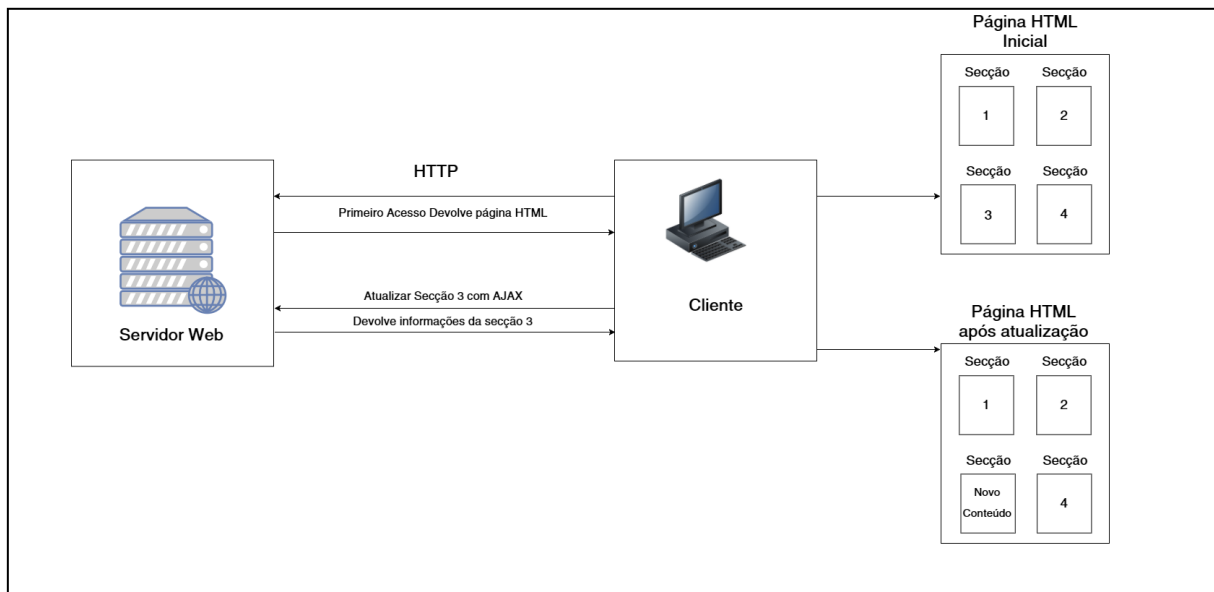 Página HTML
Inicial
Secção
Secção
1
2
Secção
Secção
3
4
HTTP
Primeiro Acesso Devolve página HTML
Atualizar Secção 3 com AJAX
Devolve informações da secção 3
Servidor Web
Cliente
Página HTML
após atualização
Secção
Secção
1
2
Secção
Secção
Novo
Conteúdo
4